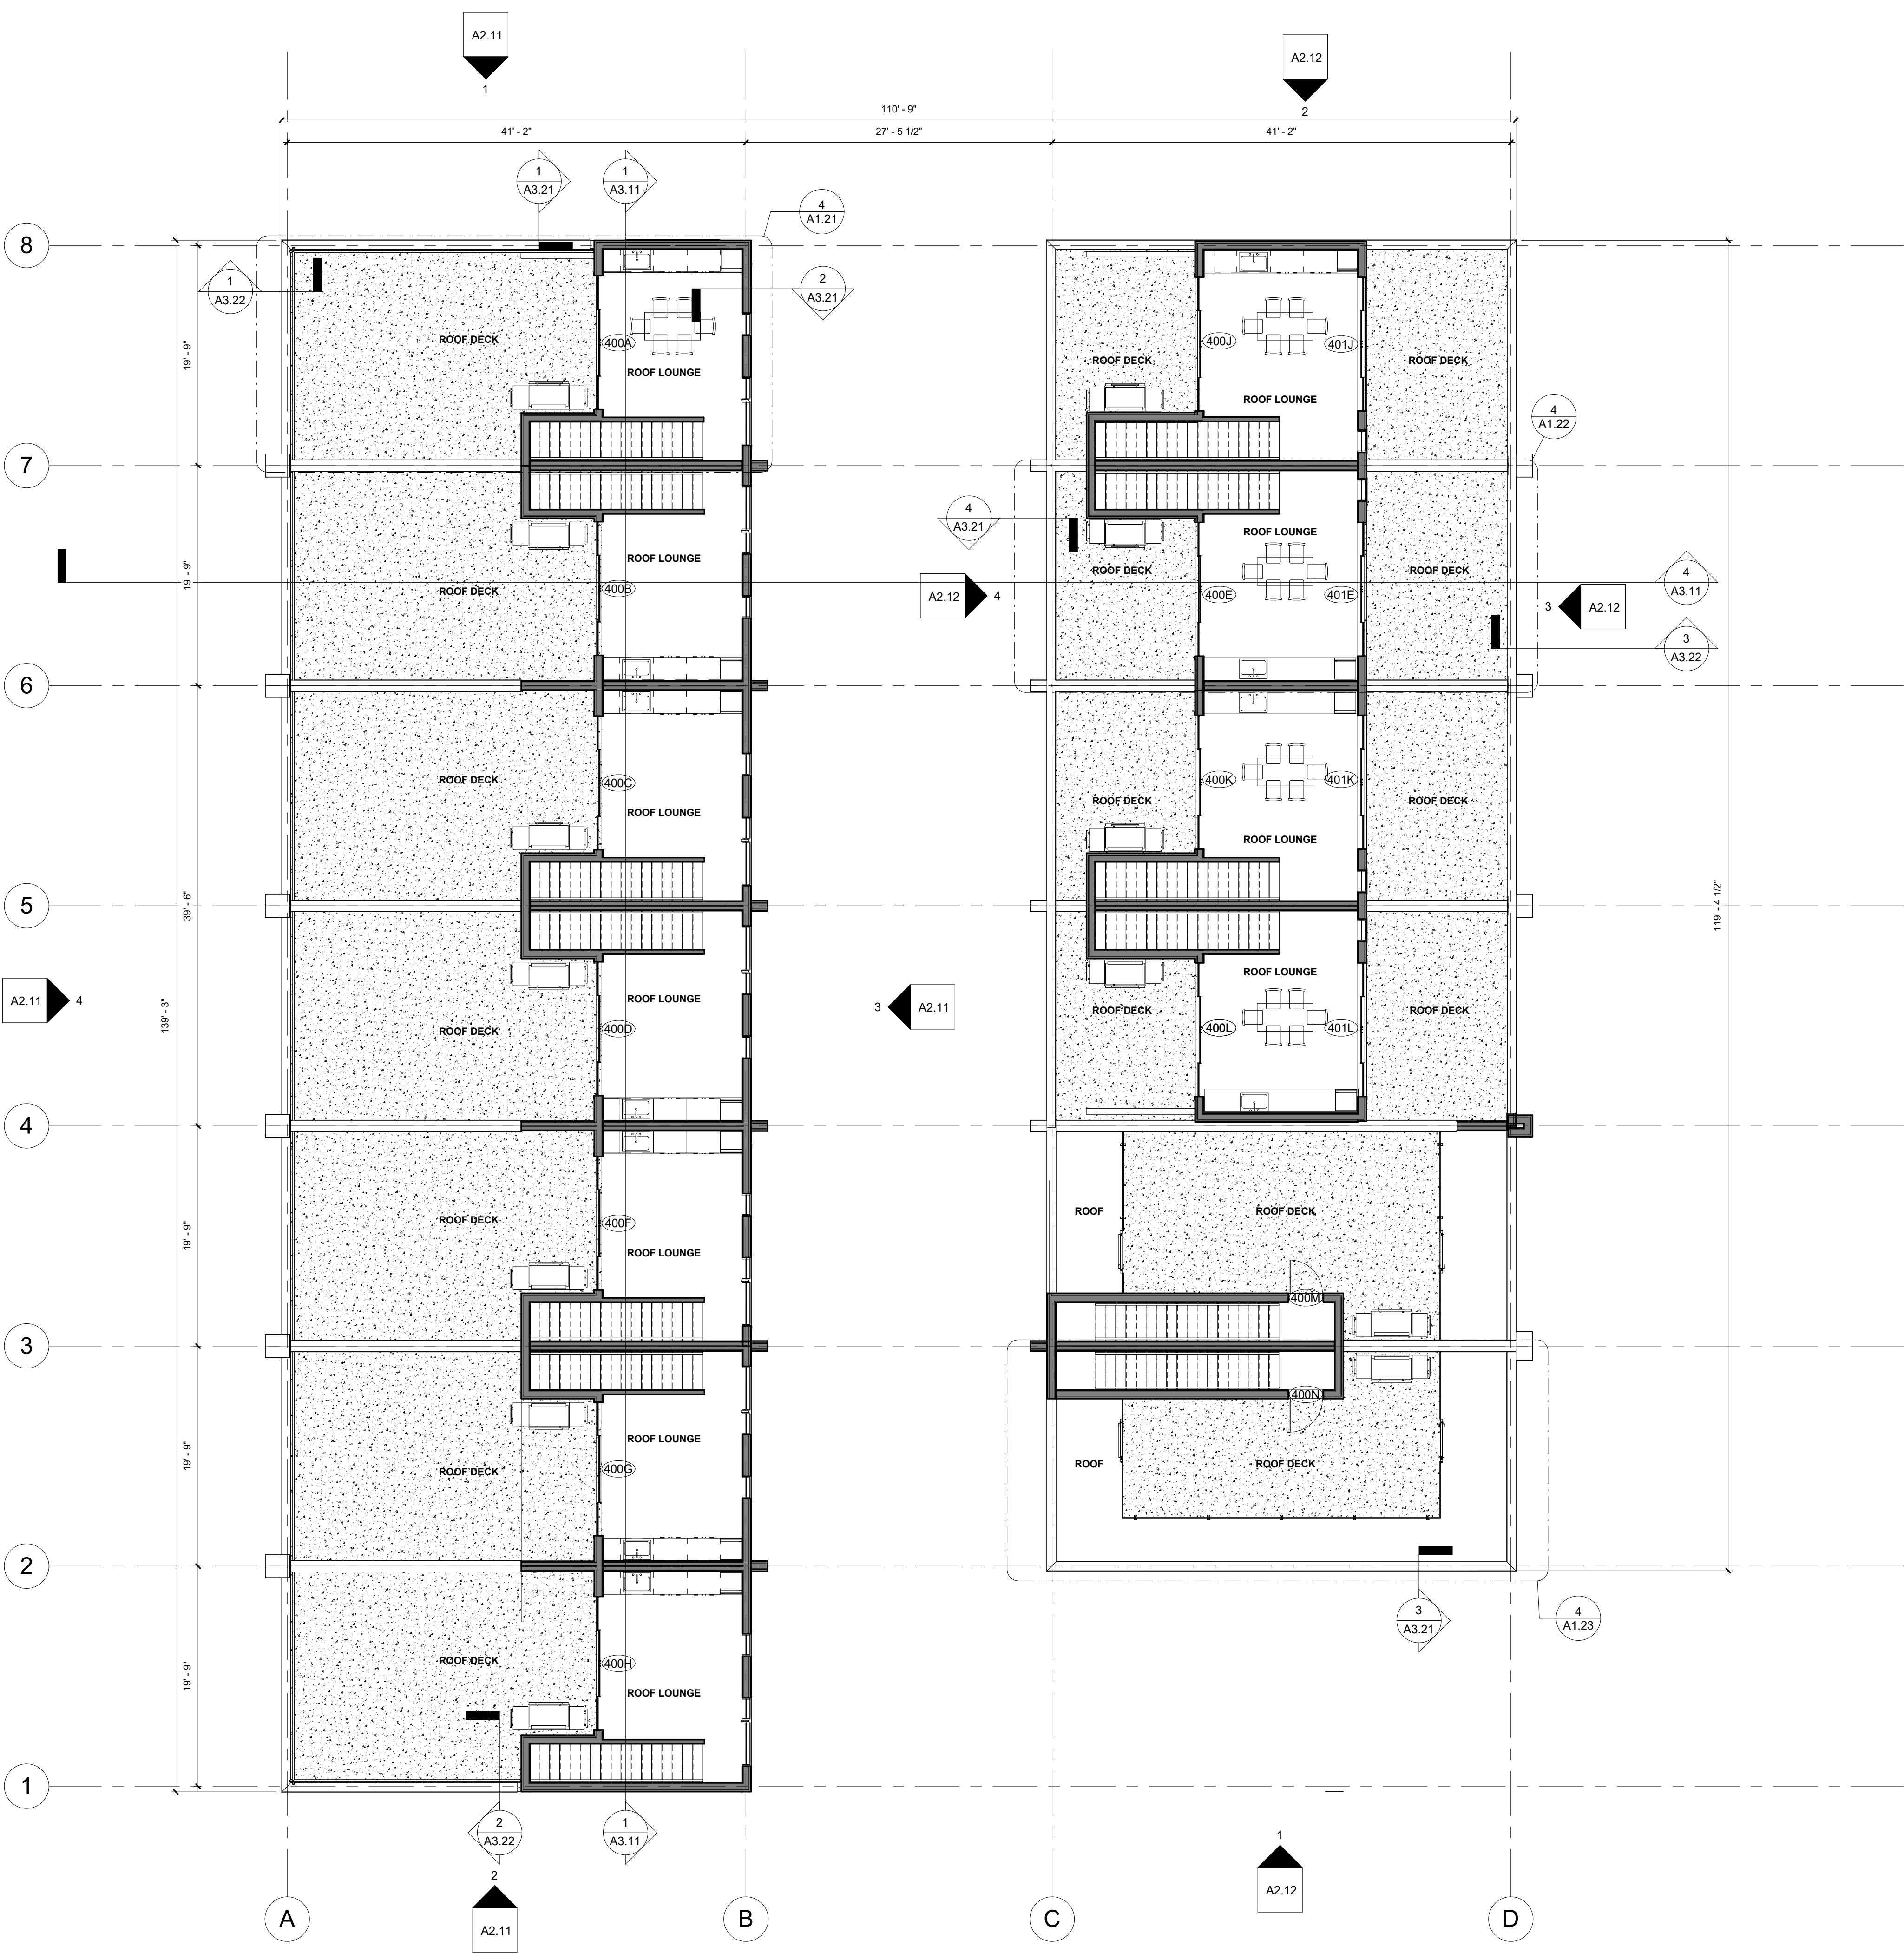 A2.11
1
A2.12
2
110' - 9"
41' - 2"
27' - 5 1/2"
41' - 2"
1
A3.21
1
A3.11
4
A1.21
8
1
A3.22
2
A3.21
19' - 9"
ROOF DECK
400A
ROOF LOUNGE
400J
401J
ROOF DECK
ROOF DECK
ROOF LOUNGE
4
A1.22
7
4
A3.21
ROOF LOUNGE
ROOF LOUNGE
19' - 9"
ROOF DECK
400B
ROOF DECK
ROOF DECK
400E
401E
A2.12
4
4
A3.11
3
A2.12
3
A3.22
6
ROOF DECK
400C
ROOF LOUNGE
400K
401K
ROOF DECK
ROOF DECK
ROOF LOUNGE
5
39' - 6"
119' - 4 1/2"
A2.11
4
139' - 3"
ROOF LOUNGE
ROOF DECK
400D
3
A2.11
ROOF LOUNGE
ROOF DECK
ROOF DECK
400L
401L
4
19' - 9"
ROOF DECK
400F
ROOF LOUNGE
ROOF
ROOF DECK
400M
3
400N
19' - 9"
ROOF LOUNGE
ROOF DECK
400G
ROOF
ROOF DECK
2
3
A3.21
4
A1.23
19' - 9"
ROOF DECK
400H
ROOF LOUNGE
1
2
A3.22
1
A3.11
2
A2.11
1
A2.12
A
B
C
D